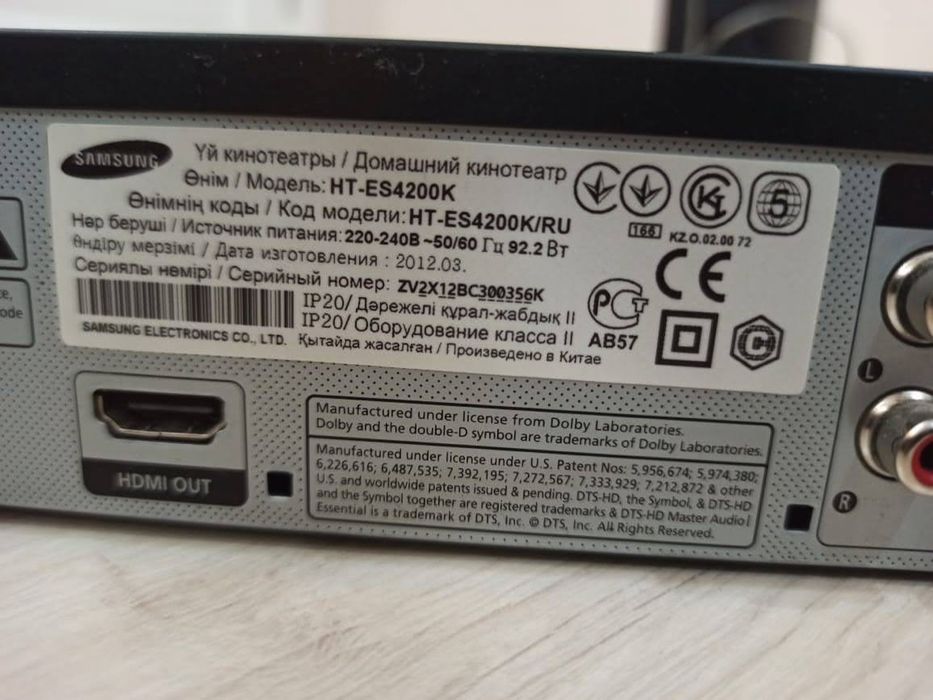 SAMSUNG
Үй кинотеатры / Домашний кинотеатр
Өнім / Модель: HT-ES4200K
Өнімнің коды / Код модели: HT-ES4200K/RU
Нәр беруші / Источник питания: 220-240В ~50/60 Гц 92.2 Вт
Өндіру мерзімі / Дата изготовления : 2012.03.
Сериялы нөмірі / Серийный номер: ZV2X12BC300356K
IP20/ Дәрежелі құрал-жабдық II
IP20/ Оборудование класса II
SAMSUNG ELECTRONICS CO., LTD. Қытайда жасалған / Произведено в Китае
166
KZ.O.02.00 72
CE
АВ57
HDMI OUT
Manufactured under license from Dolby Laboratories.
Dolby and the double-D symbol are trademarks of Dolby Laboratories.
Manufactured under license under U.S. Patent Nos: 5,956,674; 5,974,380;
6,226,616; 6,487,535; 7,392,195; 7,272,567; 7,333,929; 7,212,872 & other
U.S. and worldwide patents issued & pending. DTS-HD, the Symbol, & DTS-HD
and the Symbol together are registered trademarks & DTS-HD Master Audio |
Essential is a trademark of DTS, Inc. © DTS, Inc. All Rights Reserved.
L
R